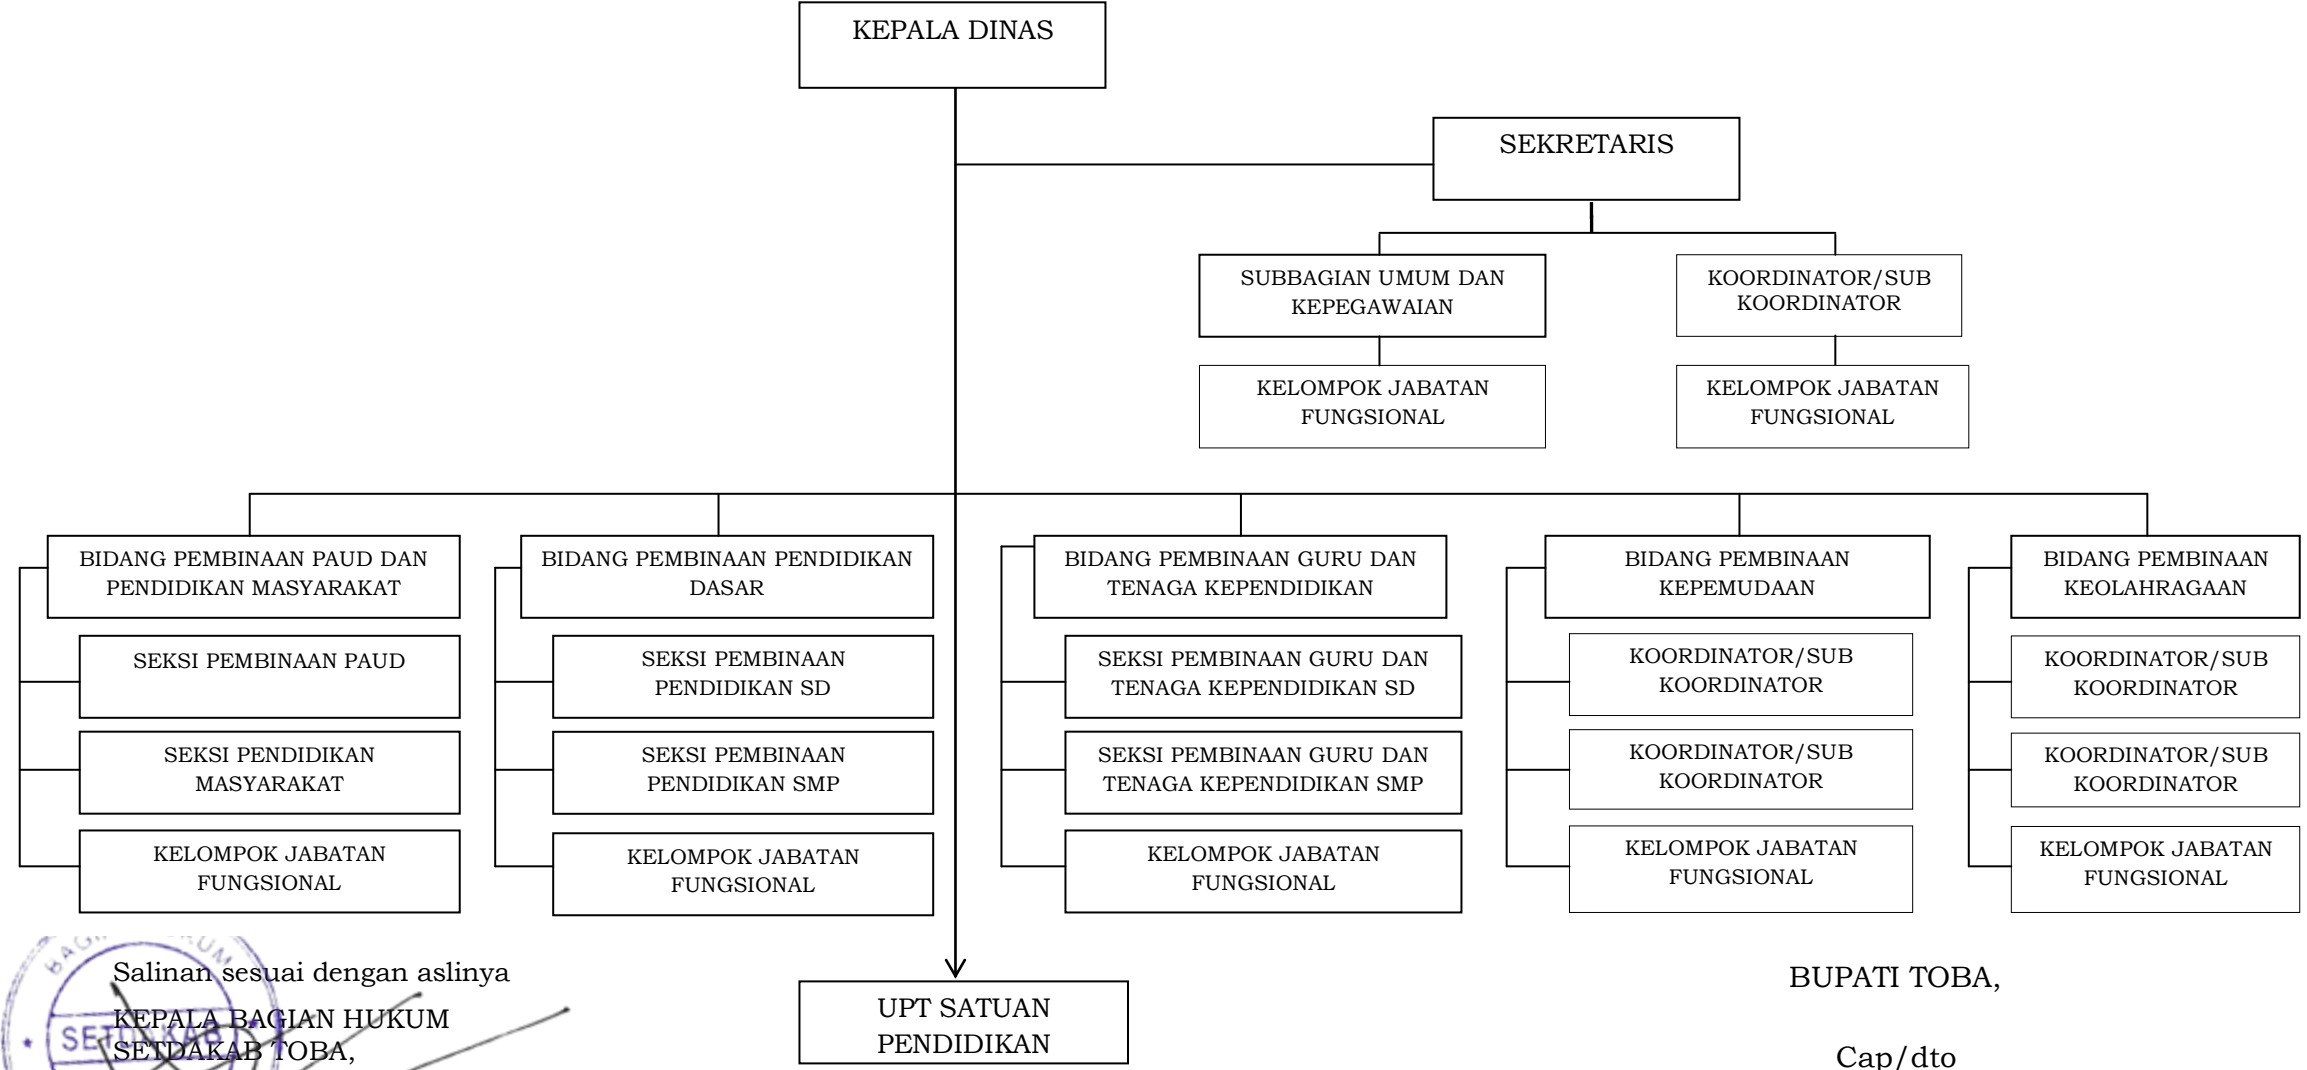 KEPALA DINAS
SEKRETARIS
SUBBAGIAN UMUM DAN
KEPEGAWAIAN
KOORDINATOR/SUB
KOORDINATOR
KELOMPOK JABATAN
FUNGSIONAL
KELOMPOK JABATAN
FUNGSIONAL
BIDANG PEMBINAAN PAUD DAN
PENDIDIKAN MASYARAKAT
SEKSI PEMBINAAN PAUD
SEKSI PENDIDIKAN
MASYARAKAT
KELOMPOK JABATAN
FUNGSIONAL
BIDANG PEMBINAAN PENDIDIKAN
DASAR
SEKSI PEMBINAAN
PENDIDIKAN SD
SEKSI PEMBINAAN
PENDIDIKAN SMP
KELOMPOK JABATAN
FUNGSIONAL
BIDANG PEMBINAAN GURU DAN
TENAGA KEPENDIDIKAN
SEKSI PEMBINAAN GURU DAN
TENAGA KEPENDIDIKAN SD
SEKSI PEMBINAAN GURU DAN
TENAGA KEPENDIDIKAN SMP
KELOMPOK JABATAN
FUNGSIONAL
BIDANG PEMBINAAN
KEPEMUDAAN
KOORDINATOR/SUB
KOORDINATOR
KOORDINATOR/SUB
KOORDINATOR
KELOMPOK JABATAN
FUNGSIONAL
BIDANG PEMBINAAN
KEOLAHRAGAAN
KOORDINATOR/SUB
KOORDINATOR
KOORDINATOR/SUB
KOORDINATOR
KELOMPOK JABATAN
FUNGSIONAL
UPT SATUAN
PENDIDIKAN
Salinan sesuai dengan aslinya
KEPALA BAGIAN HUKUM
SETDAKAB TOBA,
SETDAKAB
BUPATI TOBA,
Cap/dto